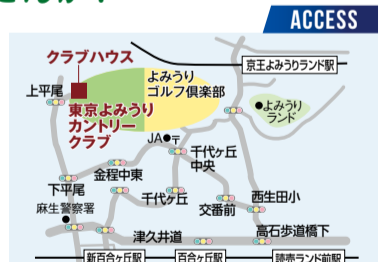 ACCESS
クラブハウス
京王よみうりランド駅
上平尾
よみうり
ゴルフ倶楽部
東京よみうり
カントリー
クラブ
よみうり
ランド
JA
〒
千代ヶ丘
中央
金程中東
下平尾
千代ヶ丘
交番前
西生田小
麻生警察署
津久井道
高石歩道橋下
新百合ヶ丘駅
百合ヶ丘駅
読売ランド前駅